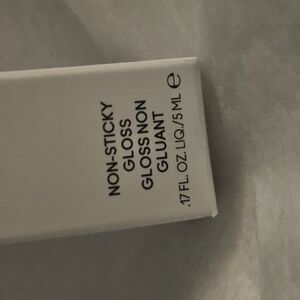 NON-STICKY
GLOSS
GLOSS NON
GLUANT
.17 FL. OZ. LIQ./5 ML ℮